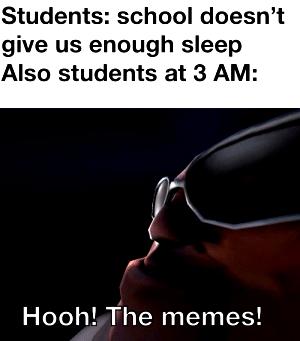 Students: school doesn’t
give us enough sleep
Also students at 3 AM:
Hooh! The memes!